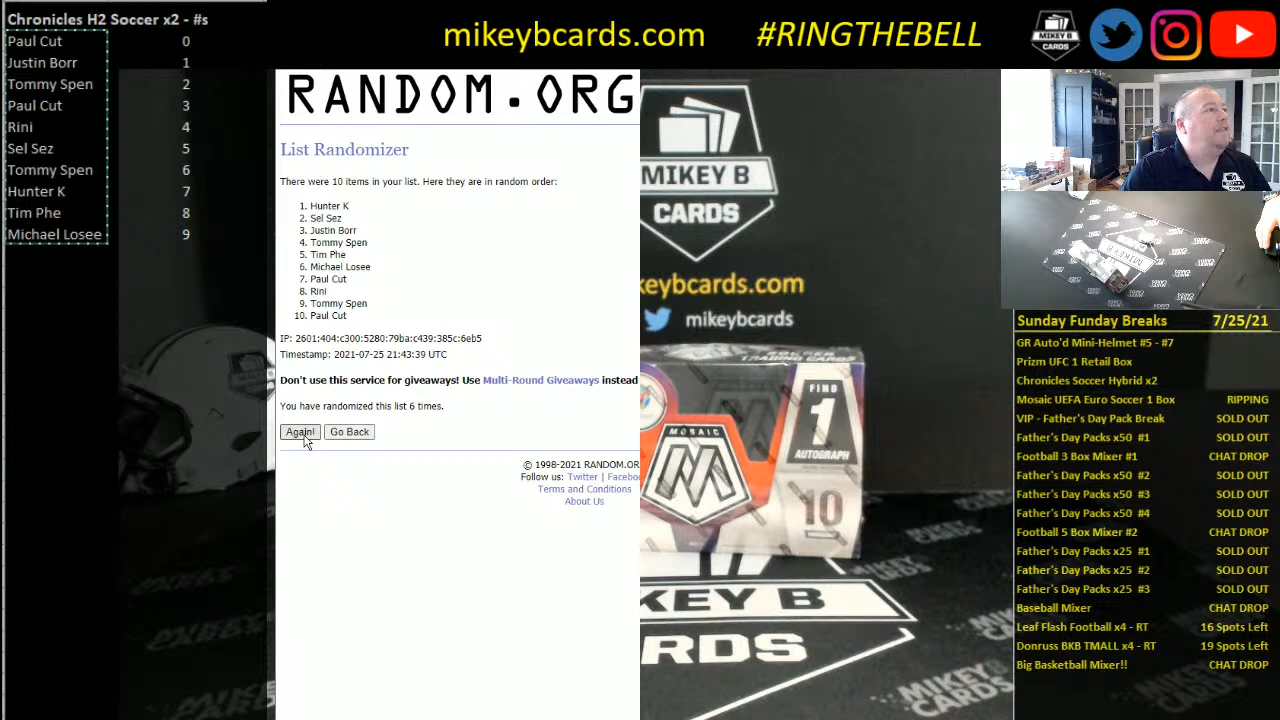 Chronicles H2 Soccer x2 - #s
Paul Cut 0
Justin Borr 1
Tommy Spen 2
Paul Cut 3
Rini 4
Sel Sez 5
Tommy Spen 6
Hunter K 7
Tim Phe 8
Michael Losee 9
mikeybcards.com #RINGTHEBELL
MIKEY B
CARDS
RANDOM.ORG
List Randomizer
There were 10 items in your list. Here they are in random order:
1. Hunter K
2. Sel Sez
3. Justin Borr
4. Tommy Spen
5. Tim Phe
6. Michael Losee
7. Paul Cut
8. Rini
9. Tommy Spen
10. Paul Cut
IP: 2601:404:c300:5280:79ba:c439:385c:6eb5
Timestamp: 2021-07-25 21:43:39 UTC
Don't use this service for giveaways! Use Multi-Round Giveaways instead
You have randomized this list 6 times.
Again! Go Back
© 1998-2021 RANDOM.OR
Follow us: Twitter | Facebo
Terms and Conditions
About Us
MIKEY B
CARDS
keybcards.com
mikeybcards
TRADING CARDS
FIND
1
AUTOGRAPH
MOSAIC
10
KEY B
RDS
MIKEY
CARDS
Sunday Funday Breaks 7/25/21
GR Auto'd Mini-Helmet #5 - #7
Prizm UFC 1 Retail Box
Chronicles Soccer Hybrid x2
Mosaic UEFA Euro Soccer 1 Box RIPPING
VIP - Father's Day Pack Break SOLD OUT
Father's Day Packs x50 #1 SOLD OUT
Football 3 Box Mixer #1 CHAT DROP
Father's Day Packs x50 #2 SOLD OUT
Father's Day Packs x50 #3 SOLD OUT
Father's Day Packs x50 #4 SOLD OUT
Football 5 Box Mixer #2 CHAT DROP
Father's Day Packs x25 #1 SOLD OUT
Father's Day Packs x25 #2 SOLD OUT
Father's Day Packs x25 #3 SOLD OUT
Baseball Mixer CHAT DROP
Leaf Flash Football x4 - RT 16 Spots Left
Donruss BKB TMALL x4 - RT 19 Spots Left
Big Basketball Mixer!! CHAT DROP